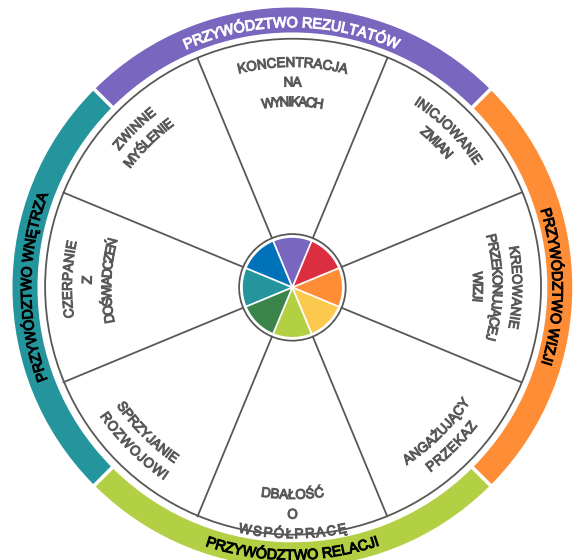 PRZYWÓDZTWO REZULTATÓW
KONCENTRACJA
NA
WYNIKACH
INICJOWANIE
ZMIAN
PRZYWÓDZTWO WIZJI
KREOWANIE
PRZEKONUJĄCEJ
WIZJI
ANGAŻUJĄCY
PRZEKAZ
DBAŁOŚĆ
O
WSPÓŁPRACĘ
PRZYWÓDZTWO RELACJI
SPRZYJANIE
ROZWOJOWI
PRZYWÓDZTWO WNĘTRZA
CZERPANIE
Z
DOŚWIADCZEŃ
ZWINNE
MYŚLENIE